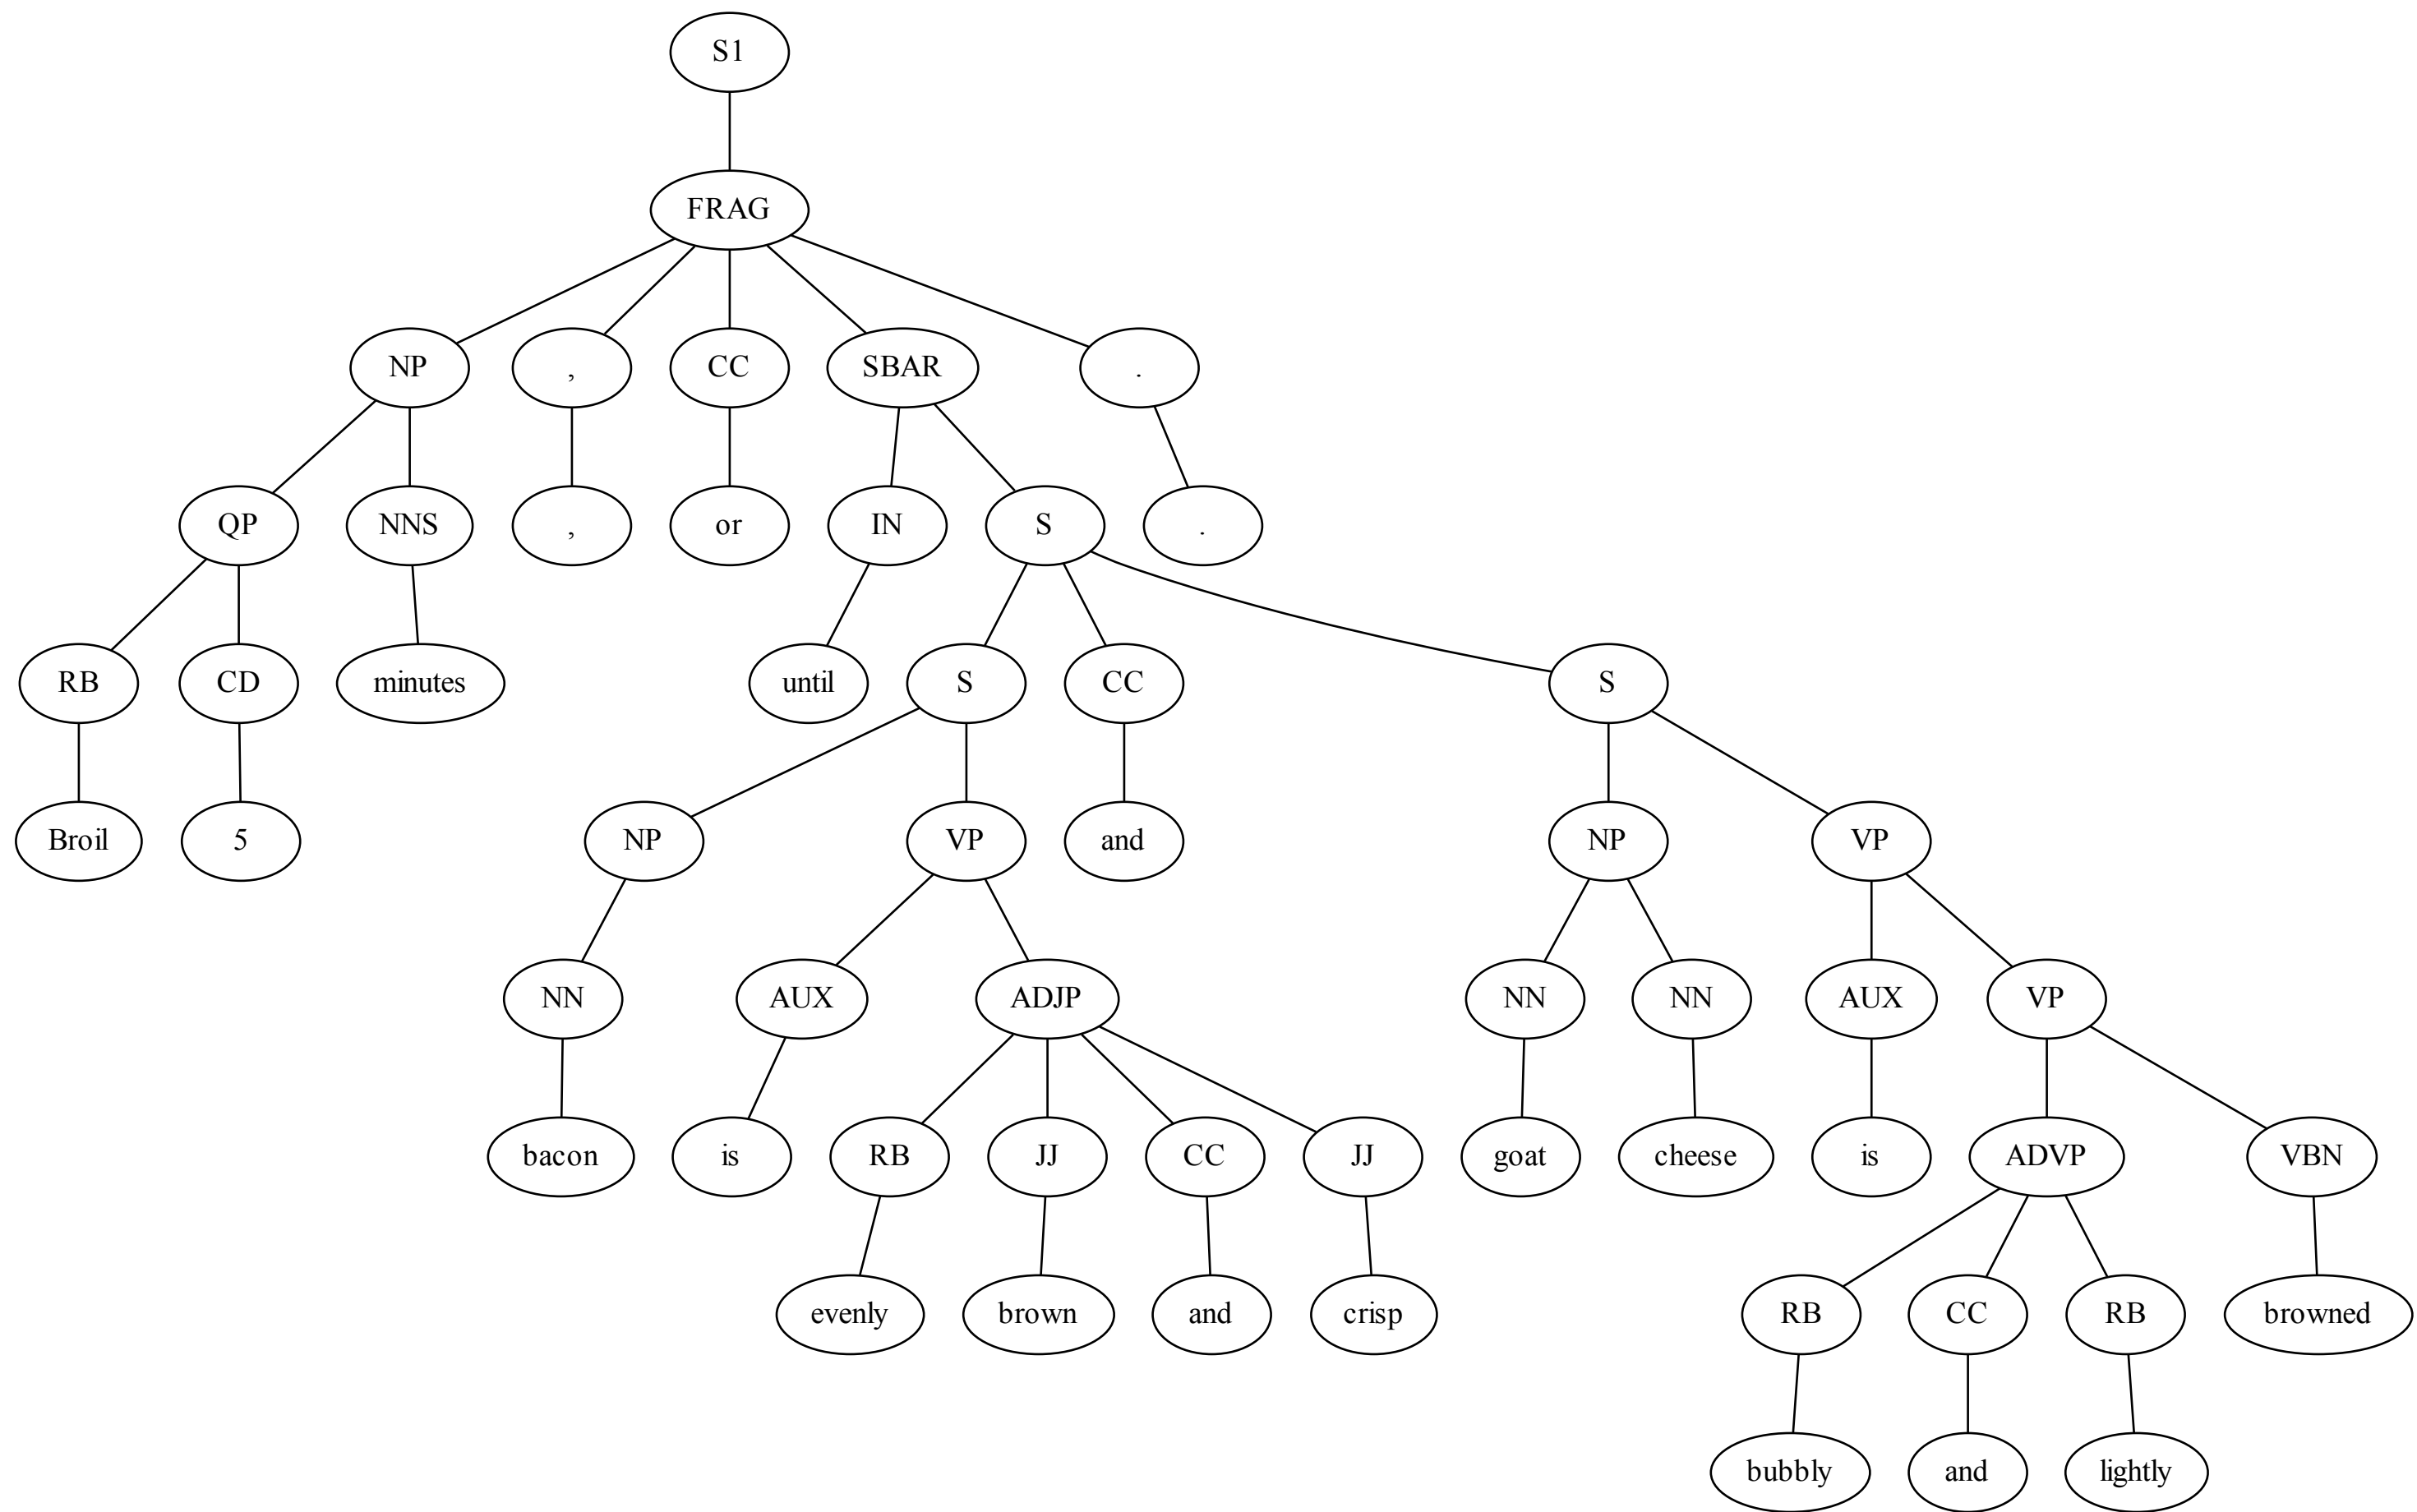 S1
FRAG
NP , CC SBAR .
QP NNS , or IN S .
RB CD minutes until S CC S
Broil 5 NP VP and NP VP
NN AUX ADJP NN NN AUX VP
bacon is RB JJ CC JJ goat cheese is ADVP VBN
evenly brown and crisp RB CC RB browned
bubbly and lightly